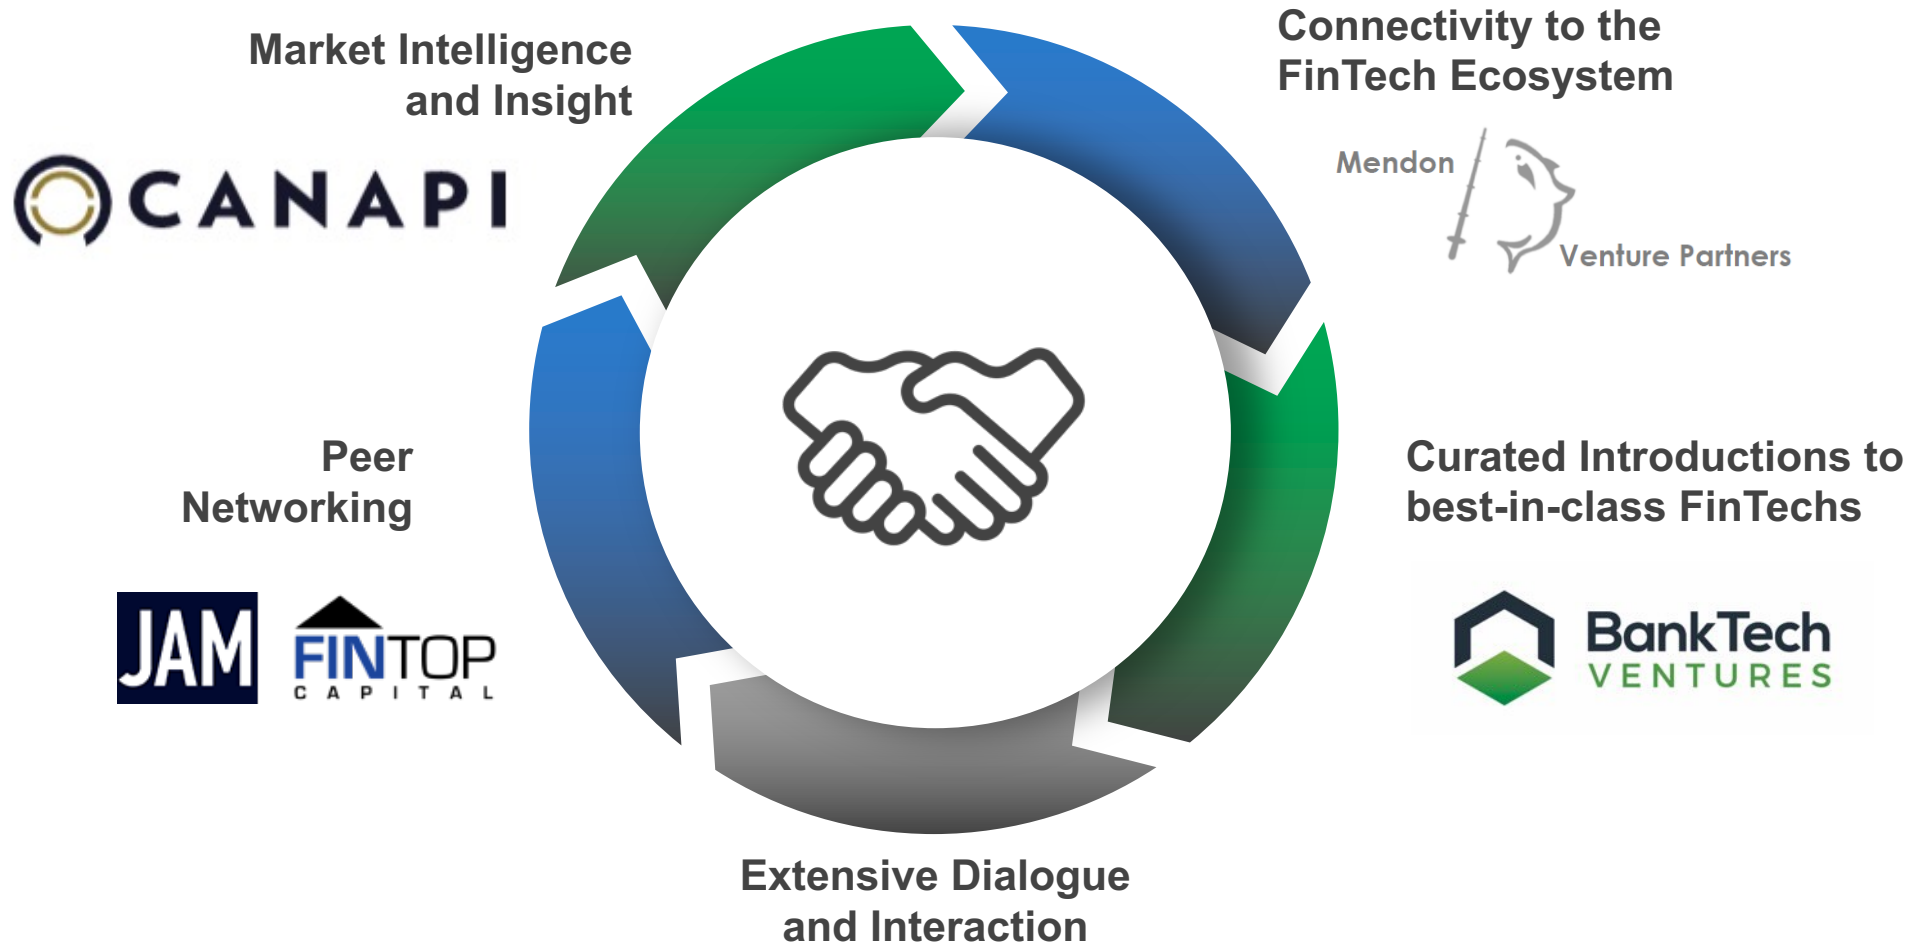 Market Intelligence
and Insight
CANAPI
Connectivity to the
FinTech Ecosystem
Mendon
Venture Partners
Peer
Networking
JAM
FINTOP
CAPITAL
Curated Introductions to
best-in-class FinTechs
BankTech
VENTURES
Extensive Dialogue
and Interaction